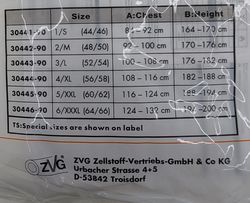 Size A:Chest B:Height
30441-90 1/S (44/46) 84 – 92 cm 164 – 170 cm
30442-90 2/M (48/50) 92 – 100 cm 170 – 176 cm
30443-90 3/L (52/54) 100 – 108 cm 176 – 182 cm
30444-90 4/XL (56/58) 108 – 116 cm 182 – 188 cm
30445-90 5/XXL (60/62) 116 – 124 cm 188 – 194 cm
30446-90 6/XXXL (64/66) 124 – 132 cm 194 – 200 cm
TS:Special sizes are shown on label
ZVG
ZVG Zellstoff-Vertriebs-GmbH & Co KG
Urbacher Strasse 4+5
D-53842 Troisdorf